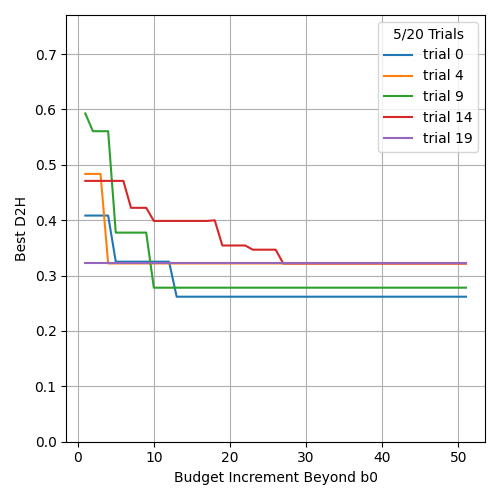 5/20 Trials
trial 0
trial 4
trial 9
trial 14
trial 19
Best D2H
0.7
0.6
0.5
0.4
0.3
0.2
0.1
0.0
0 10 20 30 40 50
Budget Increment Beyond b0